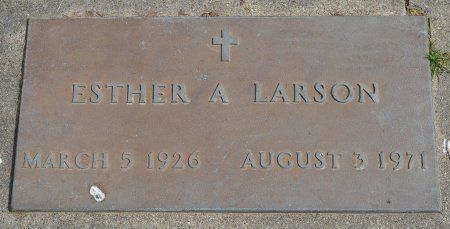 ESTHER A LARSON
MARCH 5 1926 AUGUST 3 1971